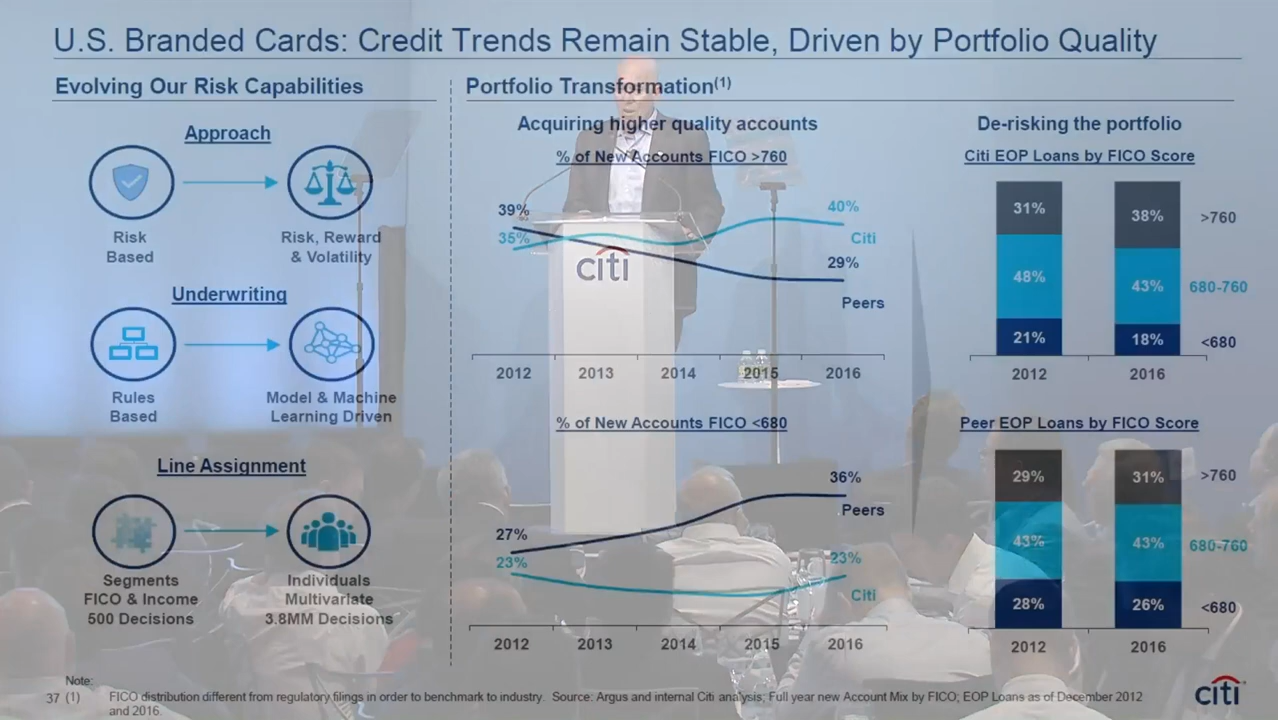 U.S. Branded Cards: Credit Trends Remain Stable, Driven by Portfolio Quality
Evolving Our Risk Capabilities
Approach
Risk
Based
Risk, Reward
& Volatility
Underwriting
Rules
Based
Model & Machine
Learning Driven
Line Assignment
Segments
FICO & Income
500 Decisions
Individuals
Multivariate
3.8MM Decisions
Portfolio Transformation(1)
Acquiring higher quality accounts
% of New Accounts FICO >760
39%
35%
40%
Citi
29%
Peers
citi
2012 2013 2014 2015 2016
% of New Accounts FICO <680
27%
23%
36%
Peers
23%
Citi
2012 2013 2014 2015 2016
De-risking the portfolio
Citi EOP Loans by FICO Score
31% 38% >760
48% 43% 680-760
21% 18% <680
2012 2016
Peer EOP Loans by FICO Score
29% 31% >760
43% 43% 680-760
28% 26% <680
2012 2016
Note:
37 (1) FICO distribution different from regulatory filings in order to benchmark to industry. Source: Argus and internal Citi analysis; Full year new Account Mix by FICO; EOP Loans as of December 2012
and 2016.
citi